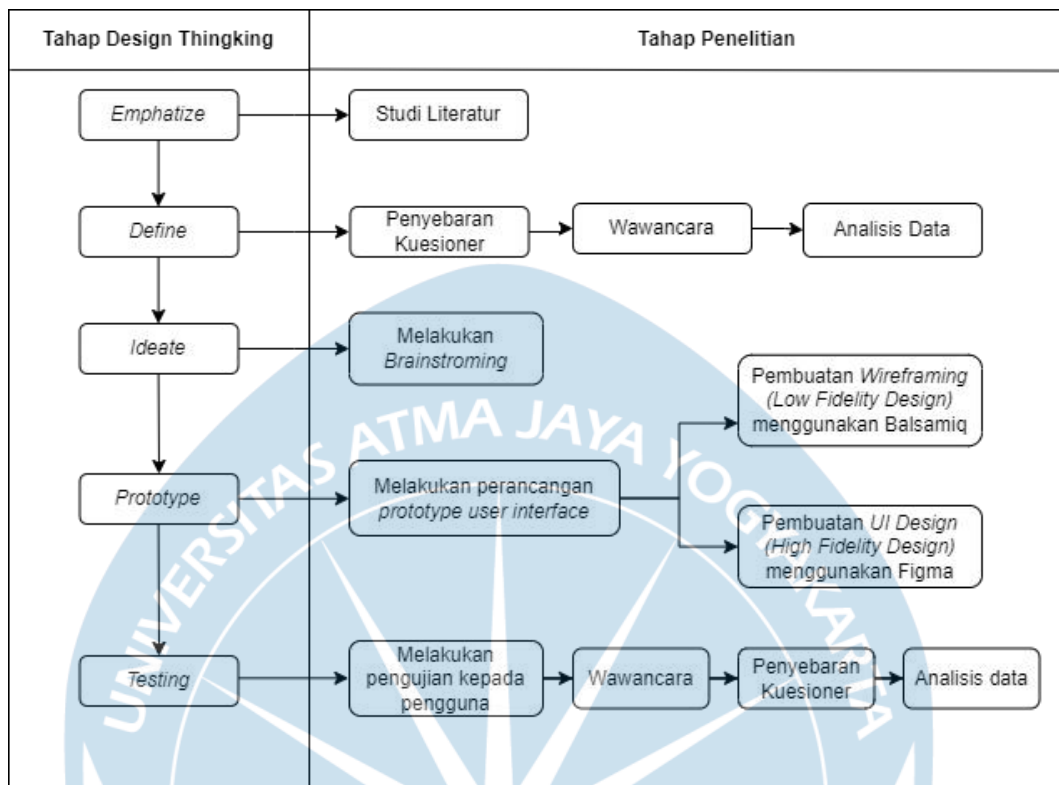 Tahap Design Thingking
Tahap Penelitian
Emphatize
Studi Literatur
Define
Penyebaran
Kuesioner
Wawancara
Analisis Data
Ideate
Melakukan
Brainstroming
Prototype
Melakukan perancangan
prototype user interface
Pembuatan Wireframing
(Low Fidelity Design)
menggunakan Balsamiq
Pembuatan UI Design
(High Fidelity Design)
menggunakan Figma
Testing
Melakukan
pengujian kepada
pengguna
Wawancara
Penyebaran
Kuesioner
Analisis data
UNIVERSITAS ATMA JAYA YOGYAKARTA